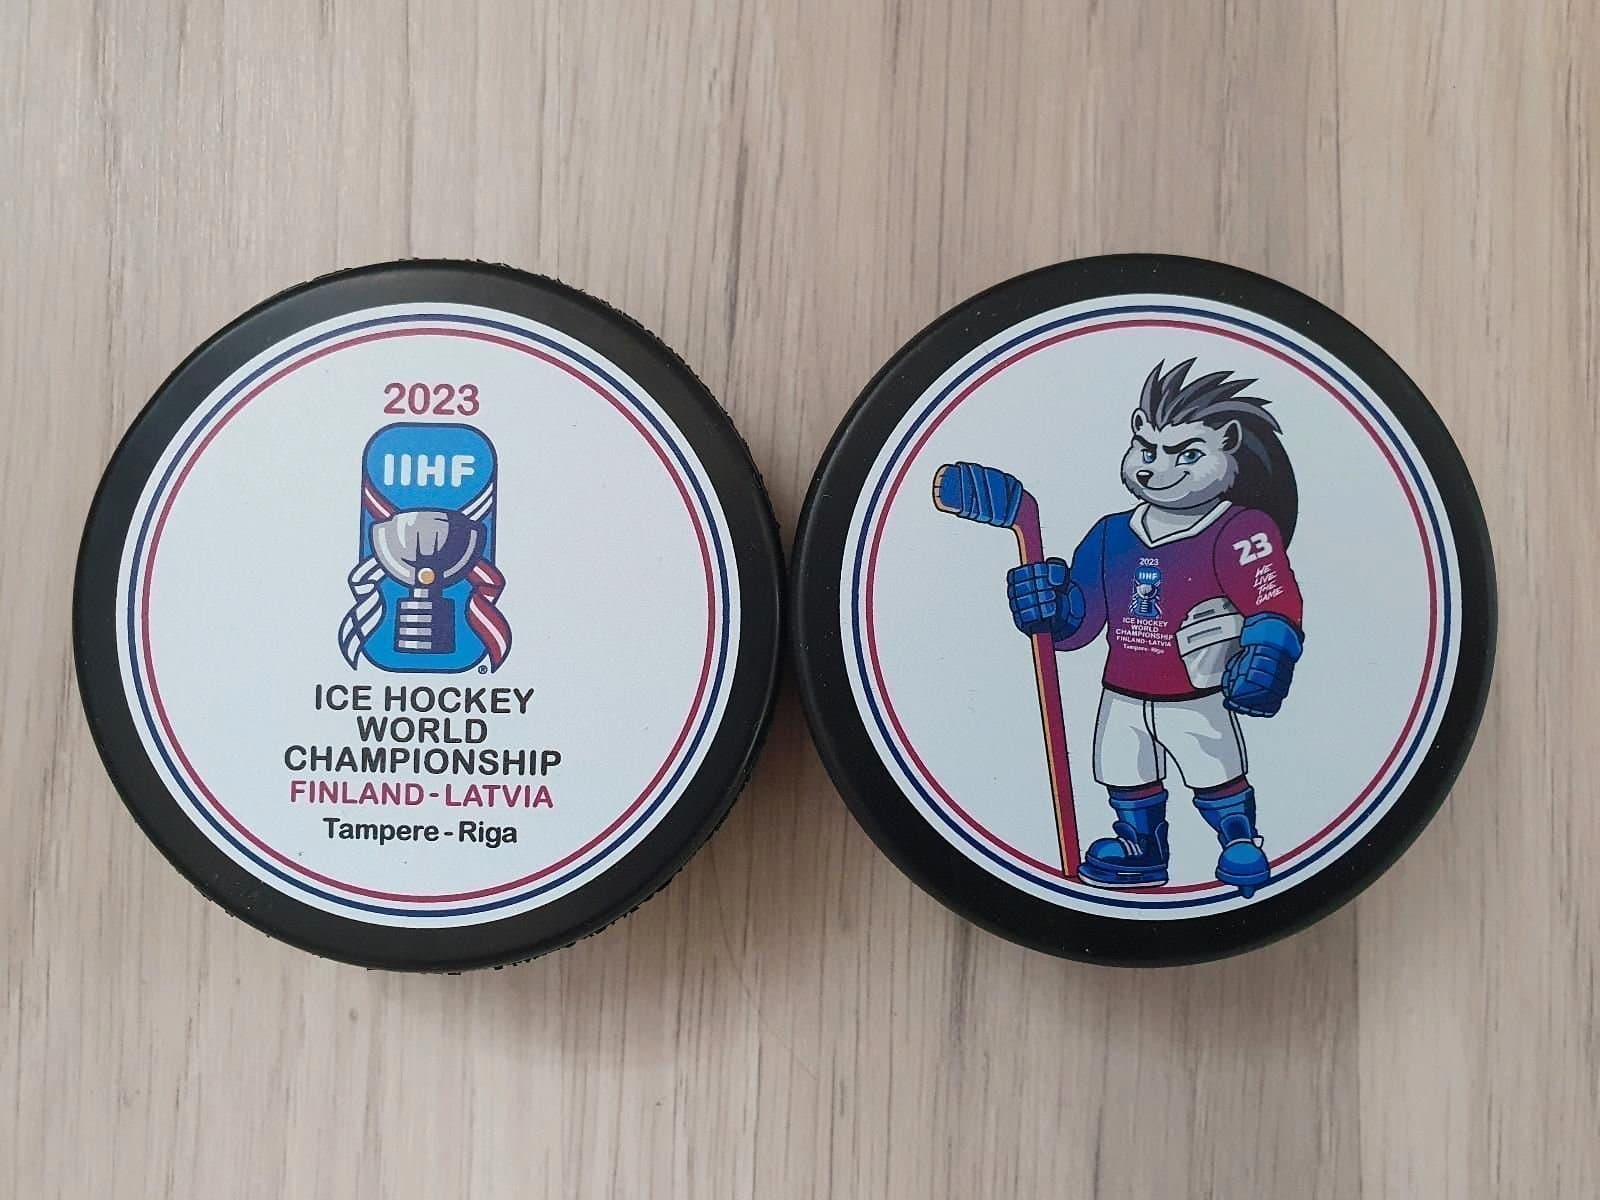 2023
IIHF
®
ICE HOCKEY
WORLD
CHAMPIONSHIP
FINLAND-LATVIA
Tampere-Riga
23
WE
LIVE
THE
GAME
2023
IIHF
ICE HOCKEY
WORLD
CHAMPIONSHIP
FINLAND-LATVIA
Tampere-Riga